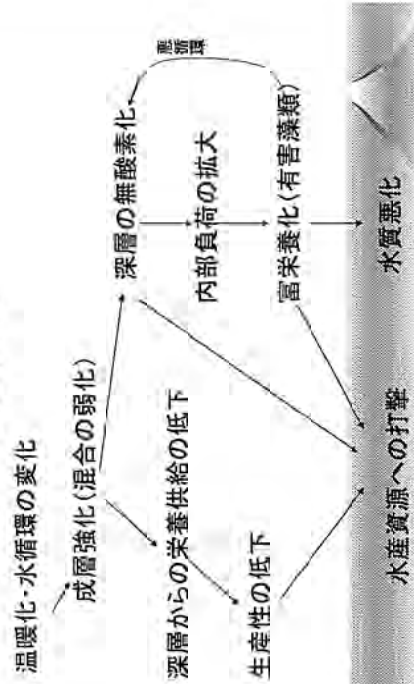 温暖化・水循環の変化
成層強化(混合の弱化)
深層の無酸素化
悪循環
深層からの栄養供給の低下
内部負荷の拡大
生産性の低下
富栄養化(有害藻類)
水産資源への打撃
水質悪化